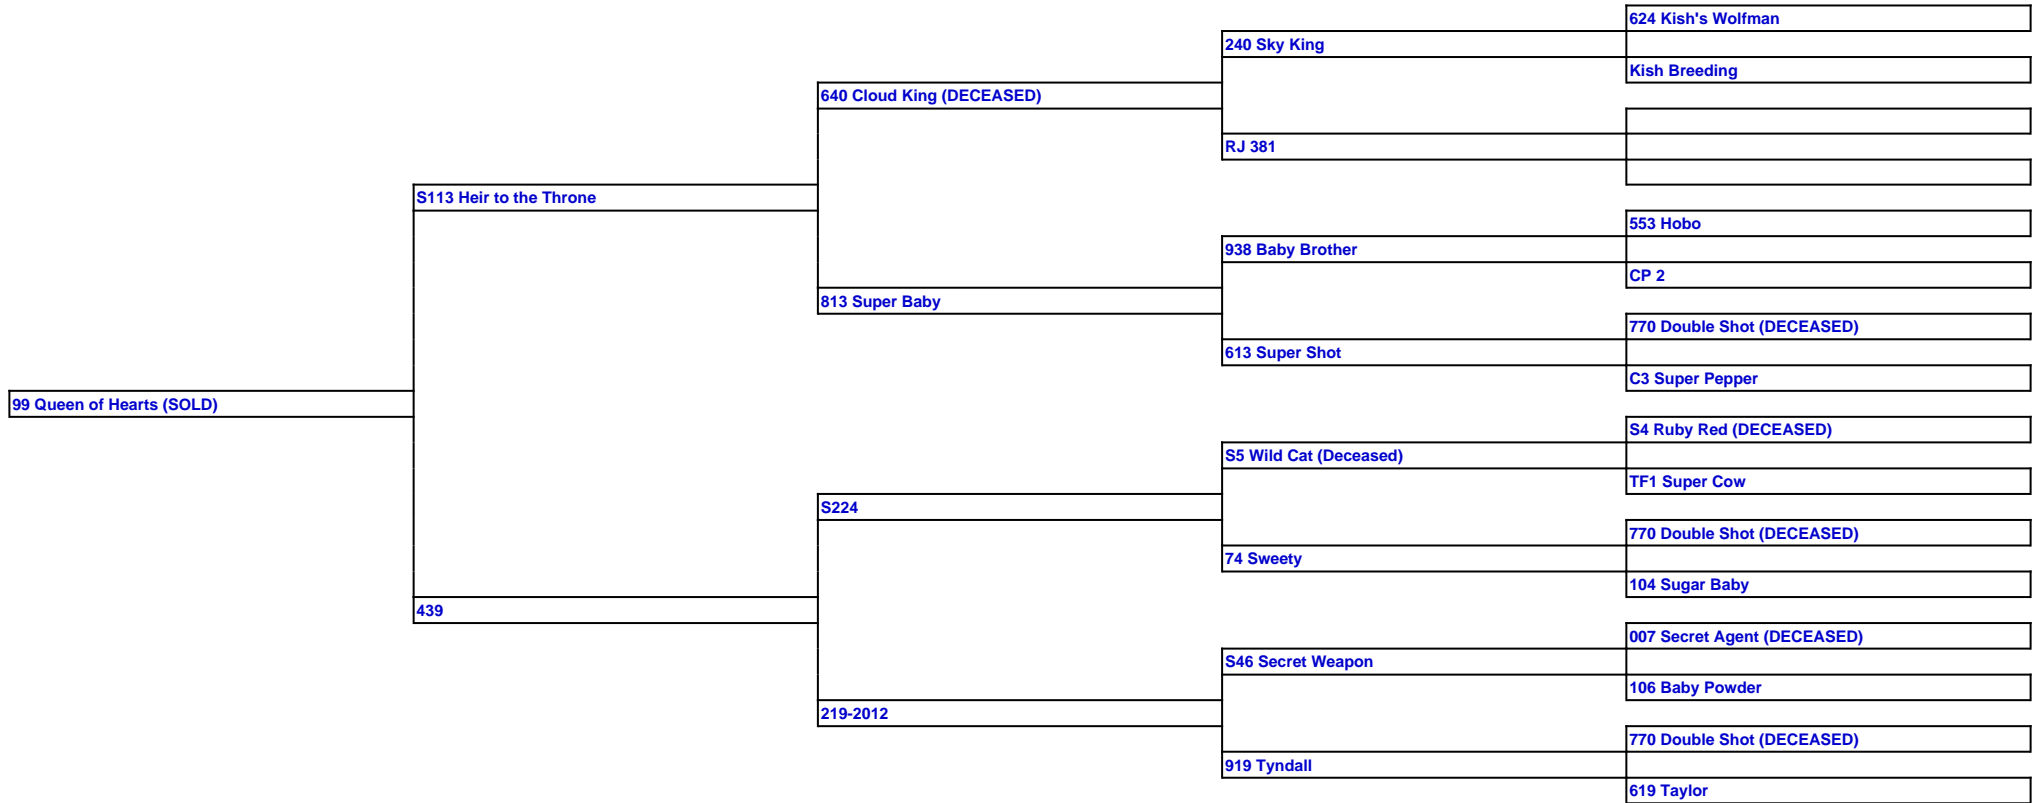 624 Kish's Wolfman
240 Sky King
Kish Breeding
640 Cloud King (DECEASED)
RJ 381
S113 Heir to the Throne
553 Hobo
938 Baby Brother
CP 2
813 Super Baby
770 Double Shot (DECEASED)
613 Super Shot
C3 Super Pepper
99 Queen of Hearts (SOLD)
S4 Ruby Red (DECEASED)
S5 Wild Cat (Deceased)
TF1 Super Cow
S224
770 Double Shot (DECEASED)
74 Sweety
104 Sugar Baby
439
007 Secret Agent (DECEASED)
S46 Secret Weapon
106 Baby Powder
219-2012
770 Double Shot (DECEASED)
919 Tyndall
619 Taylor